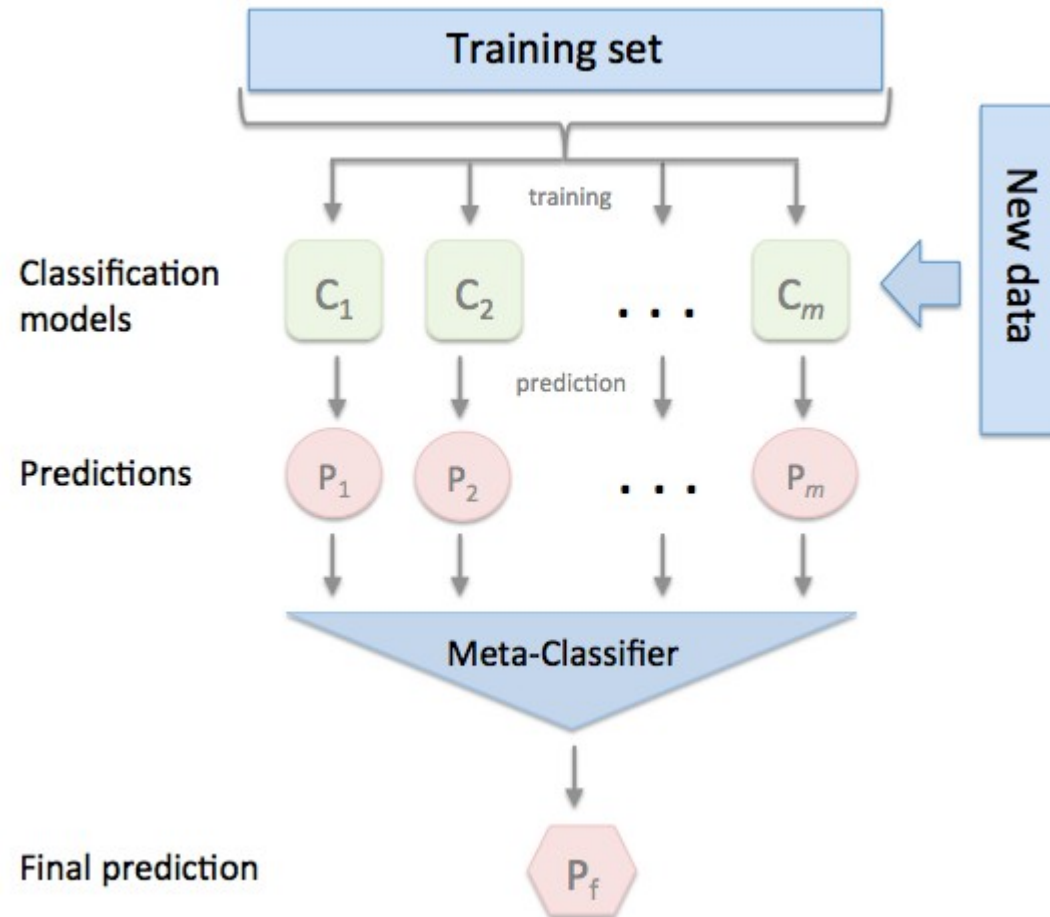 Training set
training
New data
Classification
models
C₁ C₂ . . . Cₘ
prediction
Predictions
P₁ P₂ . . . Pₘ
Meta-Classifier
Final prediction
P_f